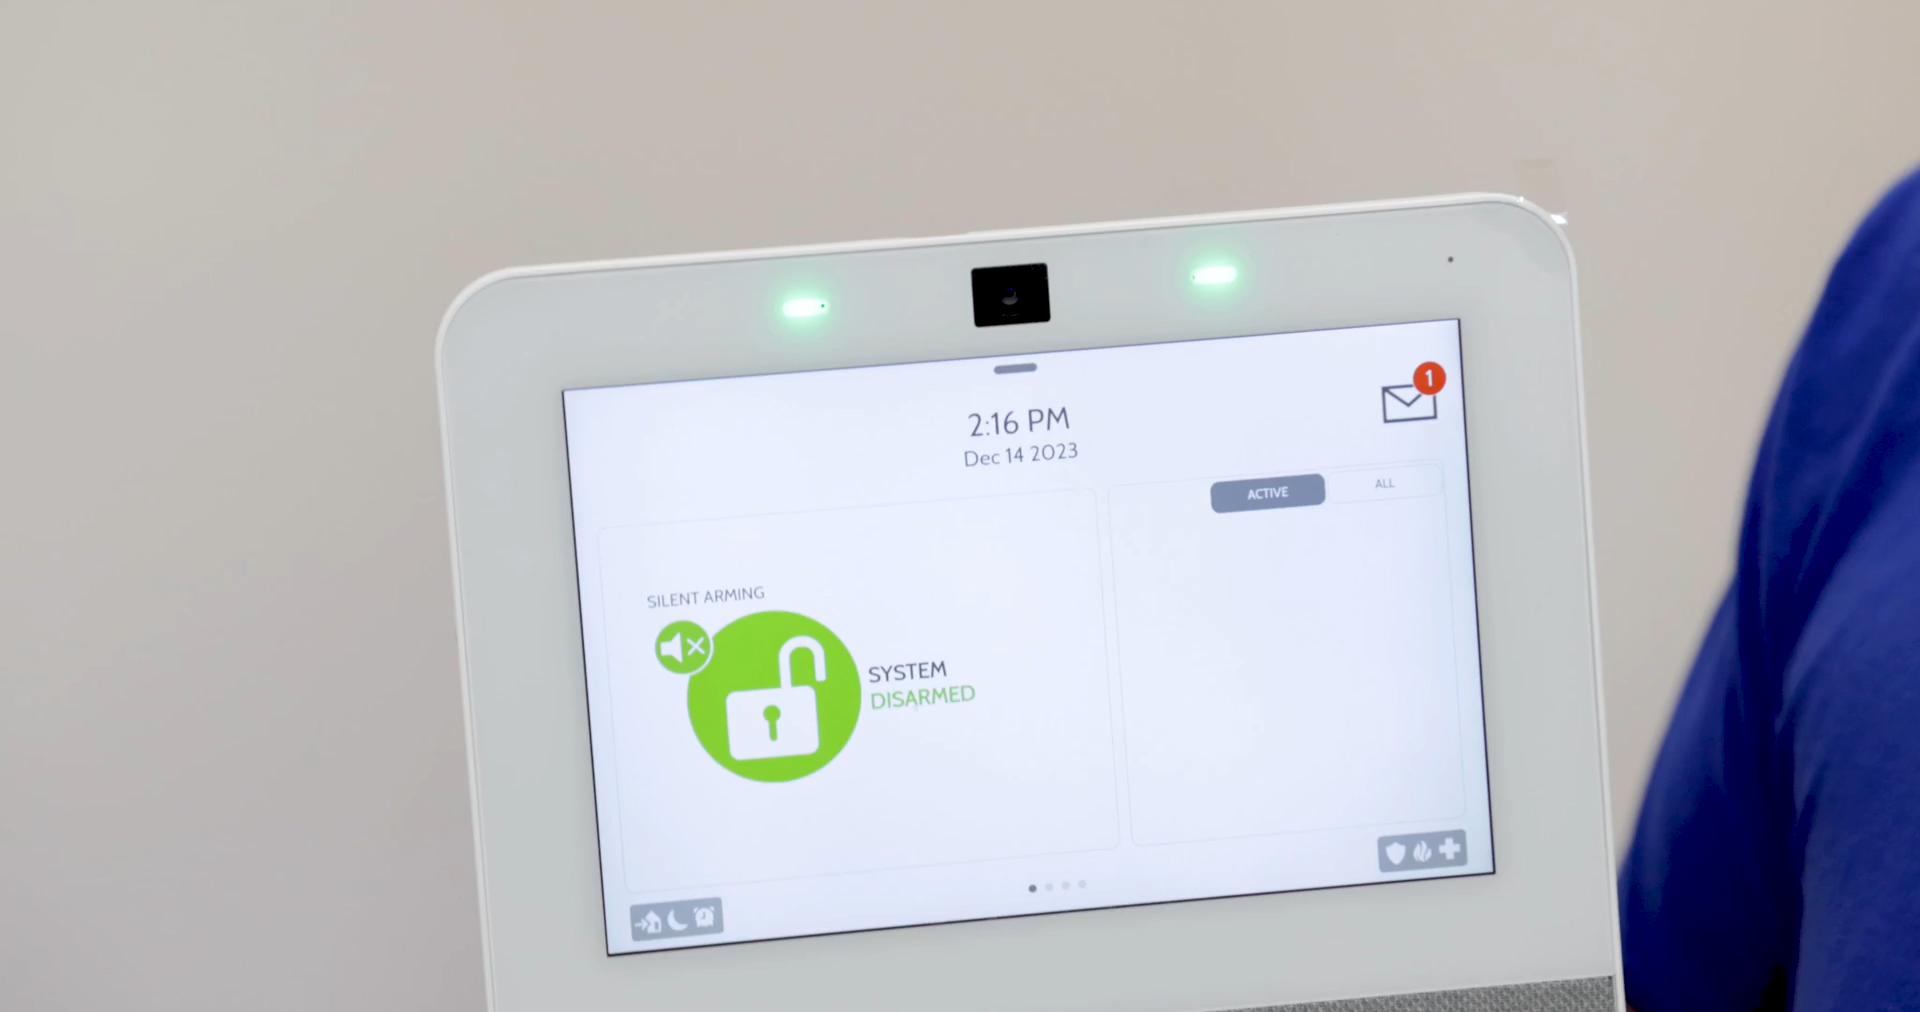 1
2:16 PM
Dec 14 2023
ACTIVE
ALL
SILENT ARMING
SYSTEM
DISARMED